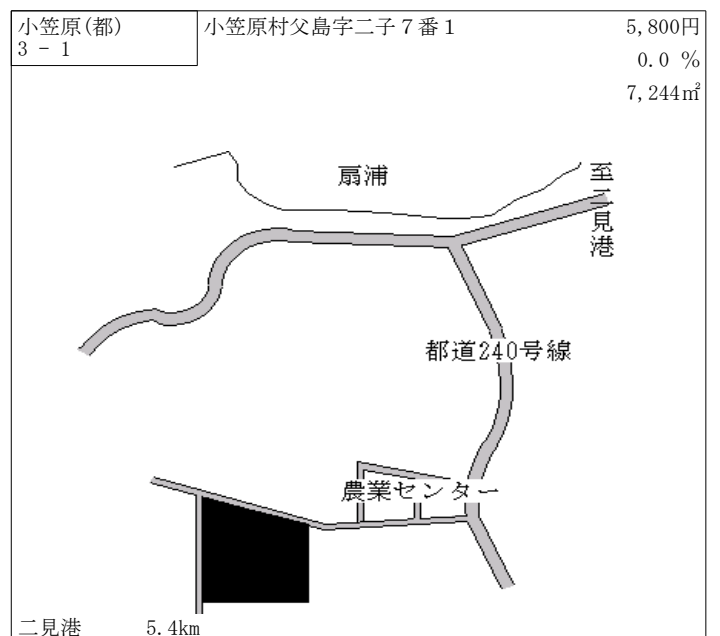 小笠原(都)
3 - 1
小笠原村父島字二子7番1
5,800円
0.0 %
7,244㎡
扇浦
至二見港
都道240号線
農業センター
二見港 5.4km